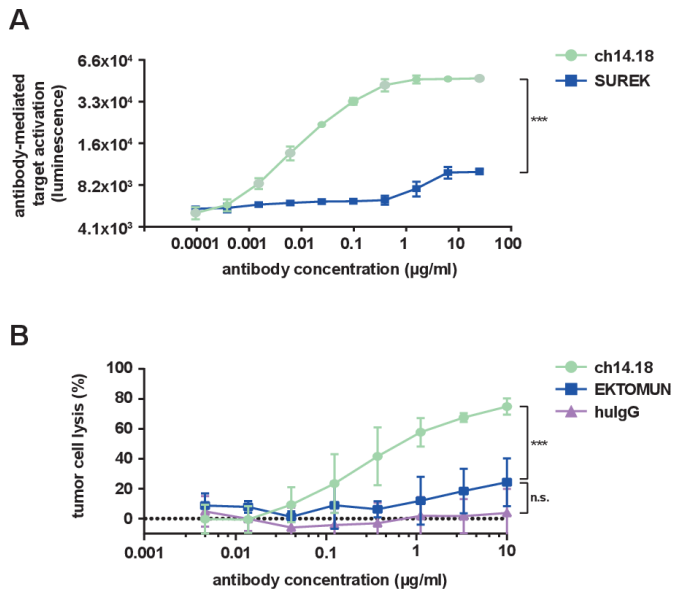 A
6.6x10⁴
3.3x10⁴
1.6x10⁴
8.2x10³
4.1x10³
antibody-mediated
target activation
(luminescence)
0.0001 0.001 0.01 0.1 1 10 100
antibody concentration (µg/ml)
ch14.18
SUREK
***
B
100
80
60
40
20
0
tumor cell lysis (%)
0.001 0.01 0.1 1 10
antibody concentration (µg/ml)
ch14.18
EKTOMUN
huIgG
***
n.s.